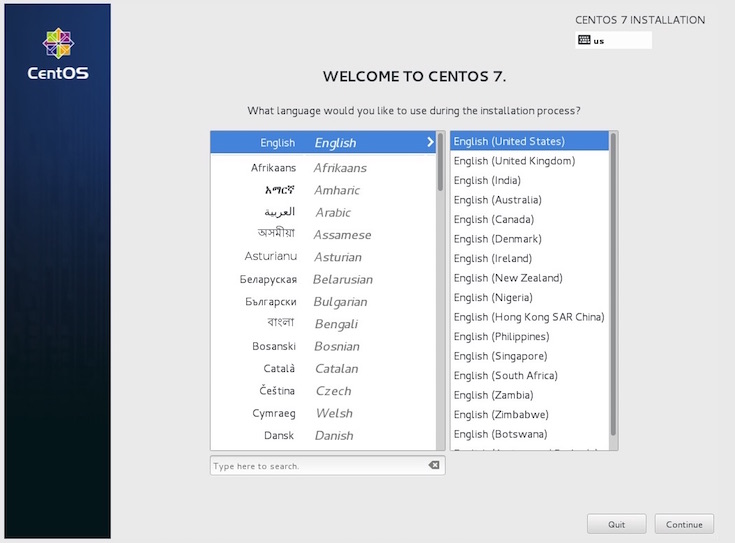 CENTOS 7 INSTALLATION
us
CentOS
WELCOME TO CENTOS 7.
What language would you like to use during the installation process?
English English
Afrikaans Afrikaans
አማርኛ Amharic
العربية Arabic
অসমীয়া Assamese
Asturianu Asturian
Беларуская Belarusian
Български Bulgarian
বাংলা Bengali
Bosanski Bosnian
Català Catalan
Čeština Czech
Cymraeg Welsh
Dansk Danish
English (United States)
English (United Kingdom)
English (India)
English (Australia)
English (Canada)
English (Denmark)
English (Ireland)
English (New Zealand)
English (Nigeria)
English (Hong Kong SAR China)
English (Philippines)
English (Singapore)
English (South Africa)
English (Zambia)
English (Zimbabwe)
English (Botswana)
Type here to search.
Quit
Continue